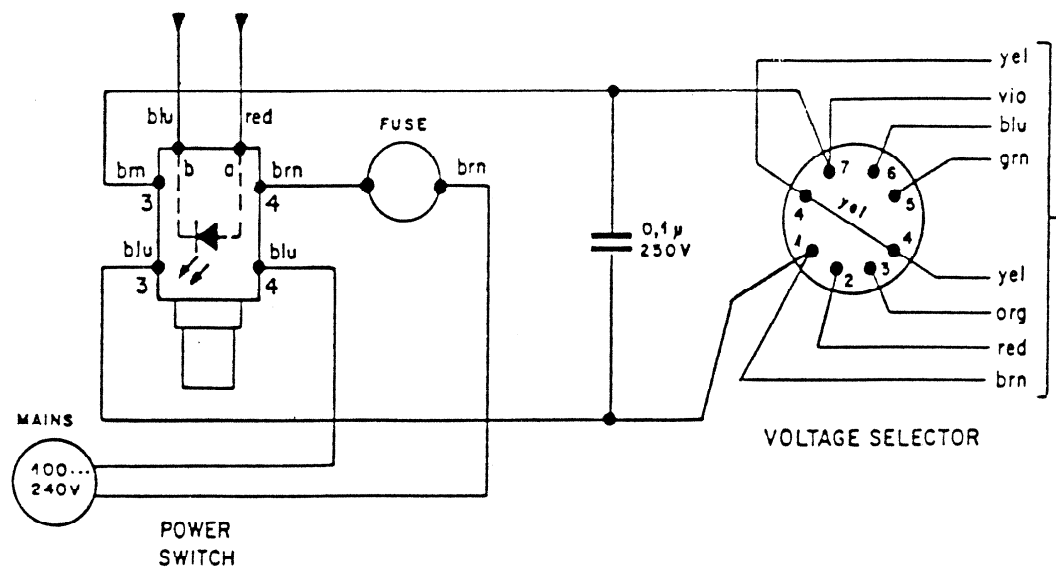 yel
vio
blu
grn
blu
red
FUSE
b
a
brn
brn
brn
3
4
7
6
5
4
yel
4
0,1µ
250V
blu
blu
3
4
1
2
3
yel
org
red
brn
MAINS
100...
240V
VOLTAGE SELECTOR
POWER
SWITCH